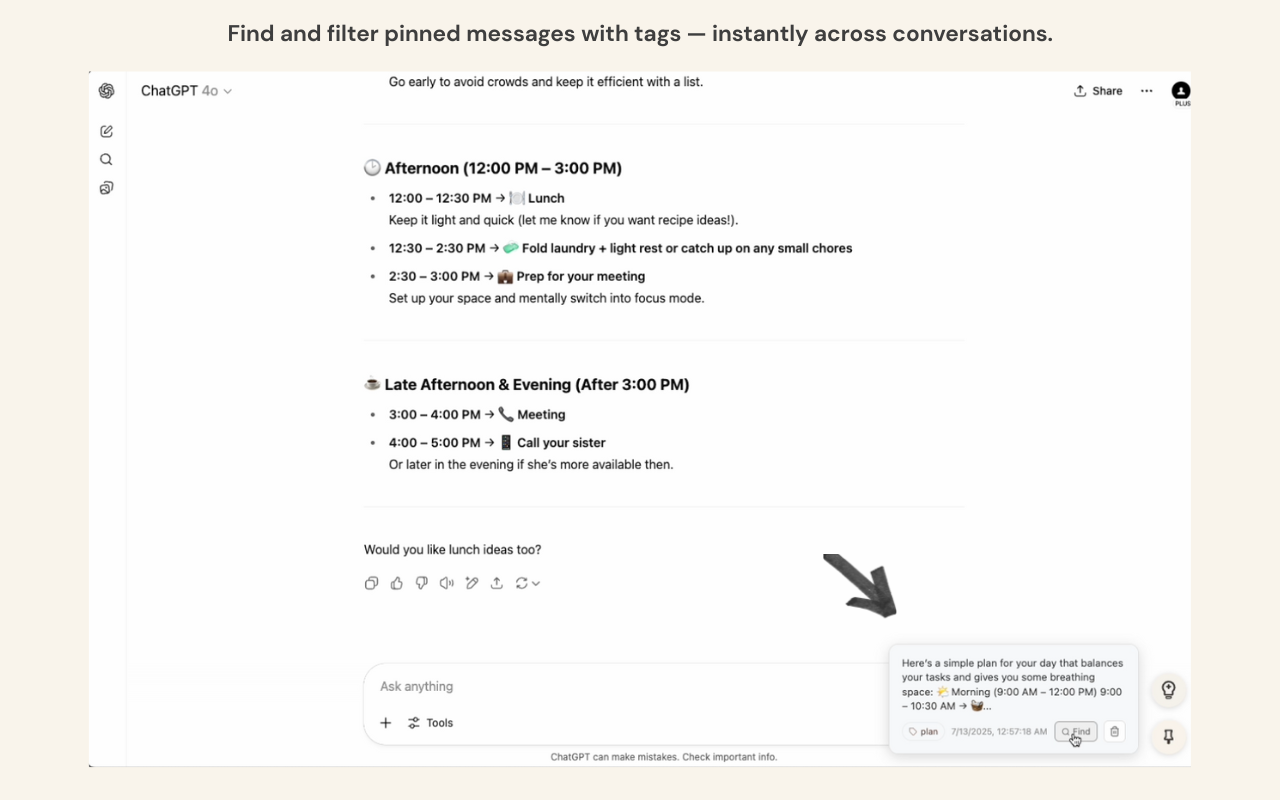 Find and filter pinned messages with tags — instantly across conversations.
ChatGPT 4o
Share
PLUS
Go early to avoid crowds and keep it efficient with a list.
Afternoon (12:00 PM – 3:00 PM)
• 12:00 – 12:30 PM → 🍽️ Lunch
Keep it light and quick (let me know if you want recipe ideas!).
• 12:30 – 2:30 PM → 🧼 Fold laundry + light rest or catch up on any small chores
• 2:30 – 3:00 PM → 💼 Prep for your meeting
Set up your space and mentally switch into focus mode.
☕ Late Afternoon & Evening (After 3:00 PM)
• 3:00 – 4:00 PM → 📞 Meeting
• 4:00 – 5:00 PM → 📱 Call your sister
Or later in the evening if she's more available then.
Would you like lunch ideas too?
Ask anything
Tools
Here's a simple plan for your day that balances
your tasks and gives you some breathing
space: 🌤️ Morning (9:00 AM – 12:00 PM) 9:00
– 10:30 AM → 🧺...
plan 7/13/2025, 12:57:18 AM Find
ChatGPT can make mistakes. Check important info.